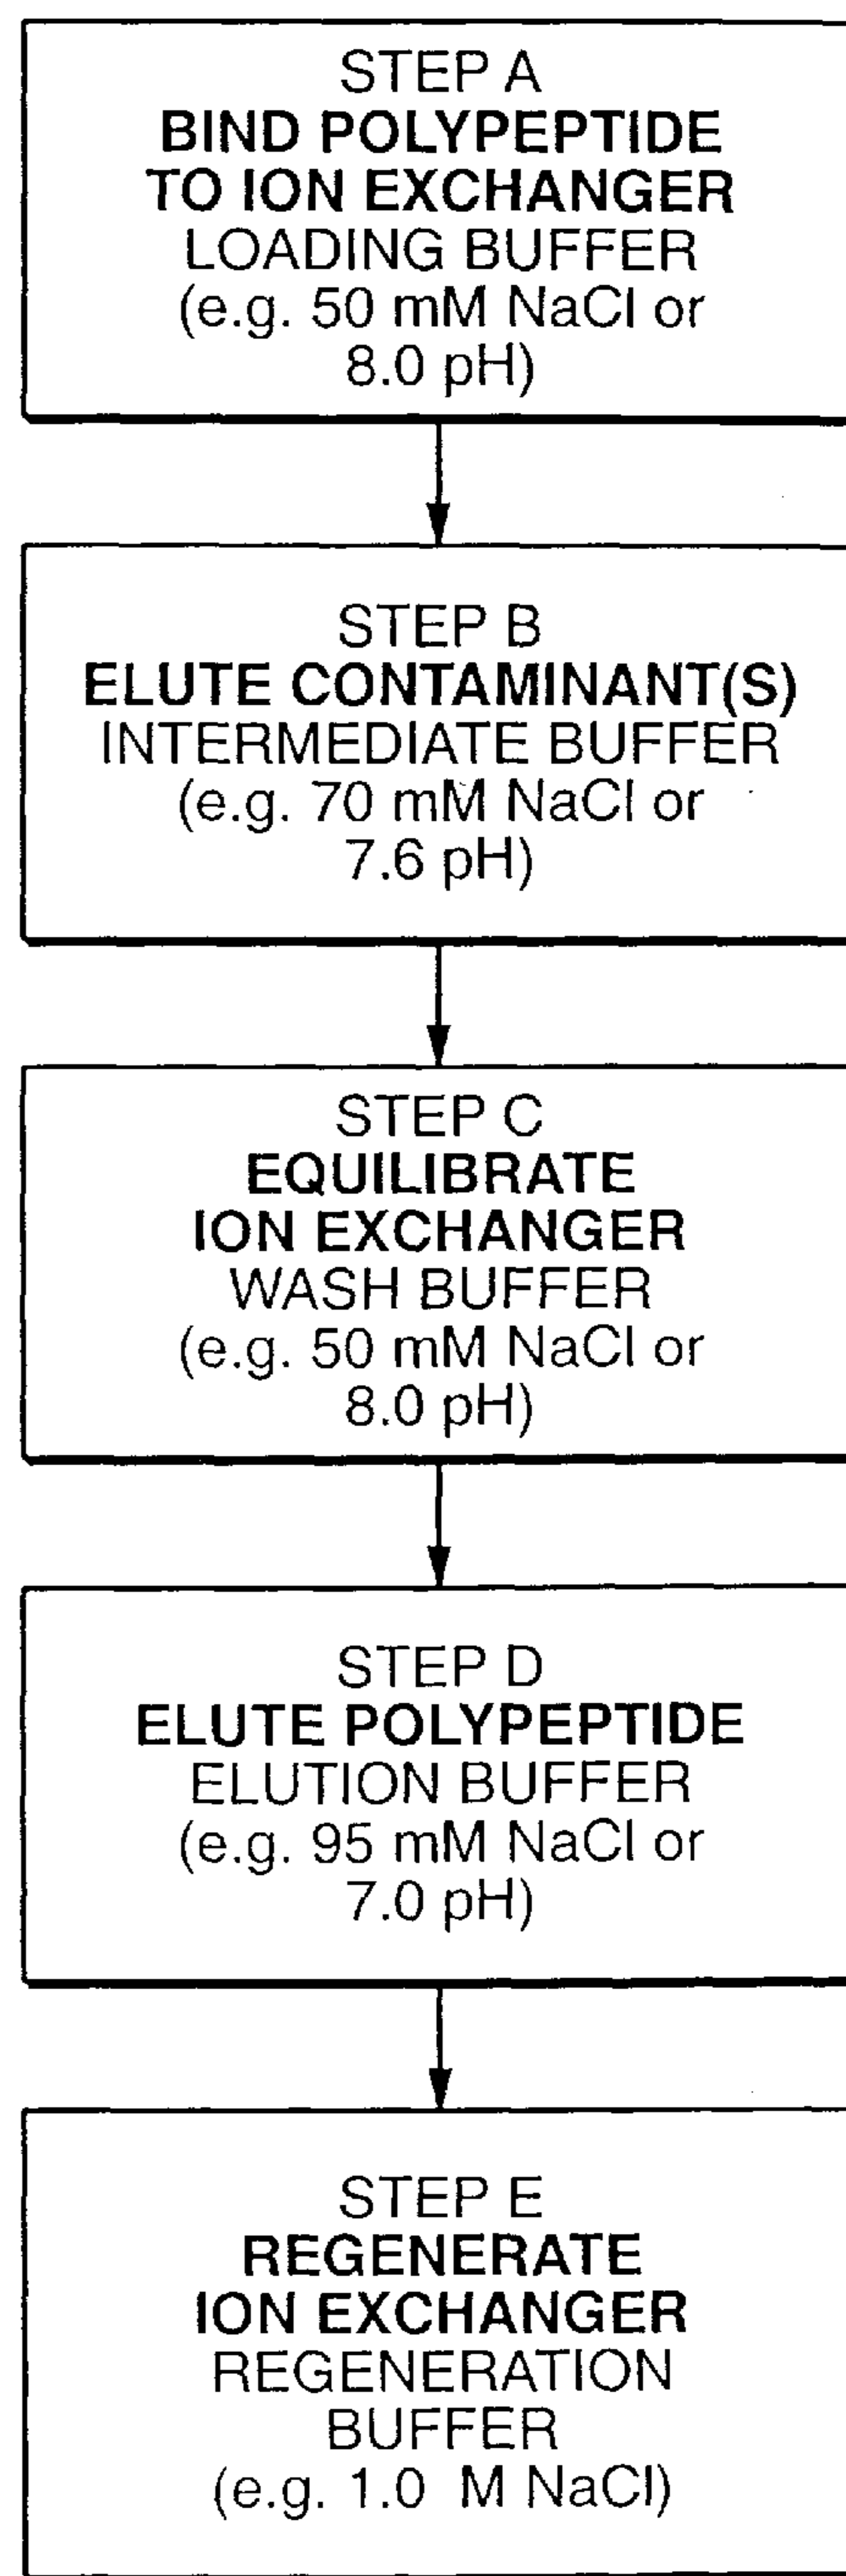 STEP A
BIND POLYPEPTIDE
TO ION EXCHANGER
LOADING BUFFER
(e.g. 50 mM NaCl or
8.0 pH)
STEP B
ELUTE CONTAMINANT(S)
INTERMEDIATE BUFFER
(e.g. 70 mM NaCl or
7.6 pH)
STEP C
EQUILIBRATE
ION EXCHANGER
WASH BUFFER
(e.g. 50 mM NaCl or
8.0 pH)
STEP D
ELUTE POLYPEPTIDE
ELUTION BUFFER
(e.g. 95 mM NaCl or
7.0 pH)
STEP E
REGENERATE
ION EXCHANGER
REGENERATION
BUFFER
(e.g. 1.0 M NaCl)